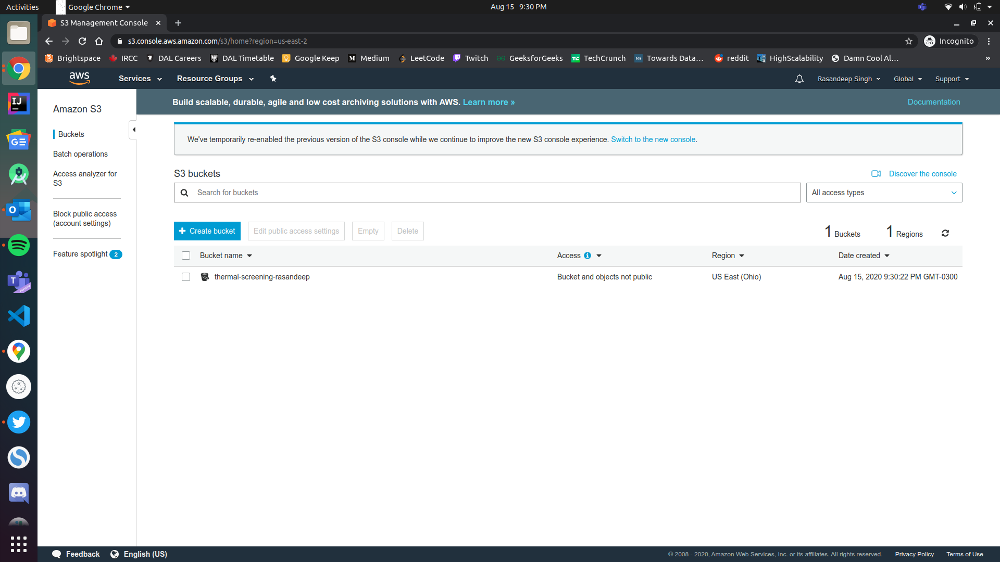 Activities
Google Chrome
Aug 15 9:30 PM
S3 Management Console
s3.console.aws.amazon.com/s3/home?region=us-east-2
Incognito
Brightspace
IRCC
DAL Careers
DAL Timetable
Google Keep
Medium
LeetCode
Twitch
GeeksforGeeks
TechCrunch
Towards Data...
reddit
HighScalability
Damn Cool Al...
»
aws
Services
Resource Groups
Rasandeep Singh
Global
Support
Amazon S3
Buckets
Batch operations
Access analyzer for
S3
Block public access
(account settings)
Feature spotlight 2
Build scalable, durable, agile and low cost archiving solutions with AWS. Learn more »
Documentation
We've temporarily re-enabled the previous version of the S3 console while we continue to improve the new S3 console experience. Switch to the new console.
S3 buckets
Discover the console
Search for buckets
All access types
Create bucket
Edit public access settings
Empty
Delete
1 Buckets
1 Regions
Bucket name
Access
Region
Date created
thermal-screening-rasandeep
Bucket and objects not public
US East (Ohio)
Aug 15, 2020 9:30:22 PM GMT-0300
Feedback
English (US)
© 2008 - 2020, Amazon Web Services, Inc. or its affiliates. All rights reserved.
Privacy Policy
Terms of Use